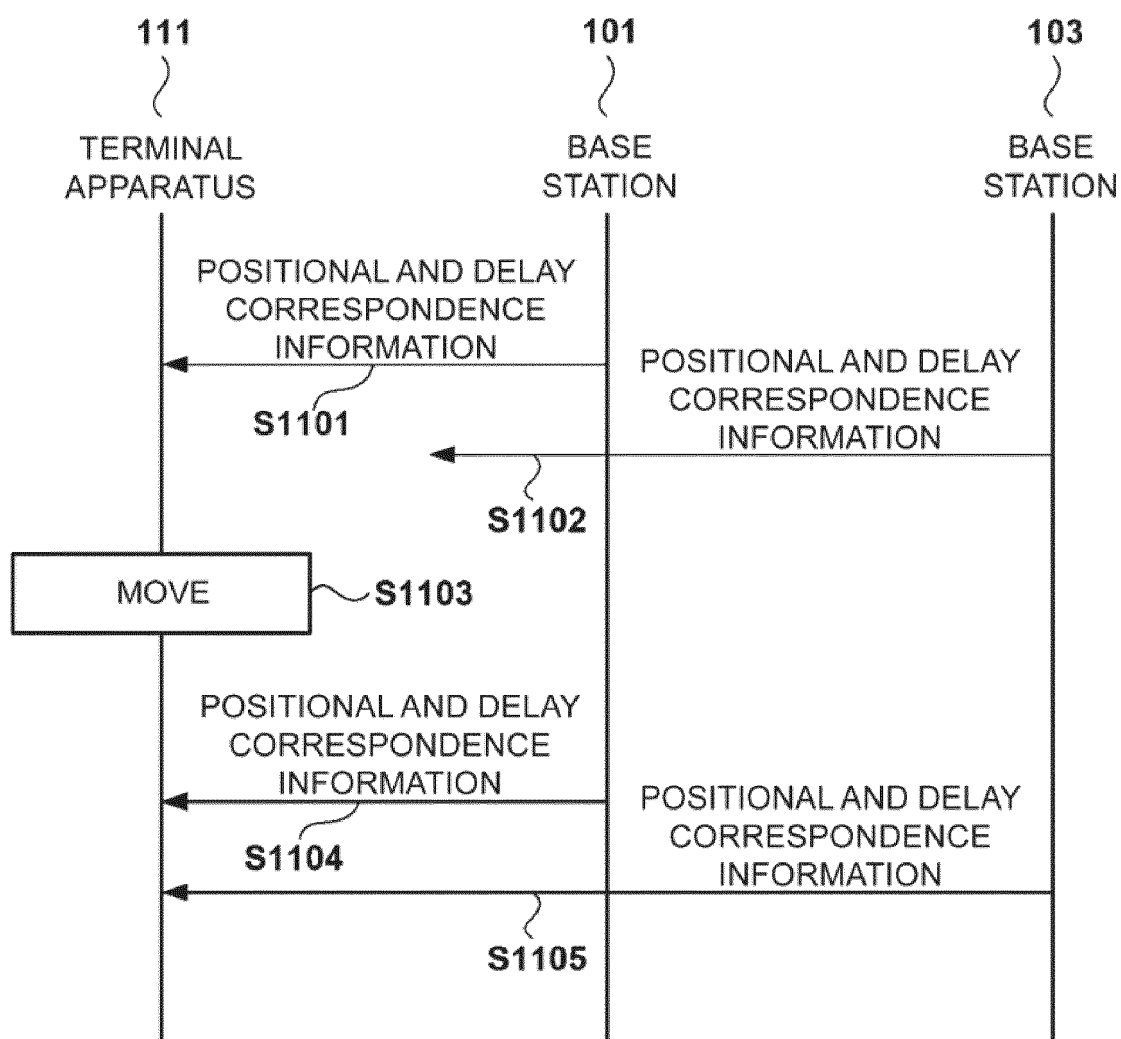 111
101
103
TERMINAL
APPARATUS
BASE
STATION
BASE
STATION
POSITIONAL AND DELAY
CORRESPONDENCE
INFORMATION
S1101
POSITIONAL AND DELAY
CORRESPONDENCE
INFORMATION
S1102
MOVE
S1103
POSITIONAL AND DELAY
CORRESPONDENCE
INFORMATION
S1104
POSITIONAL AND DELAY
CORRESPONDENCE
INFORMATION
S1105